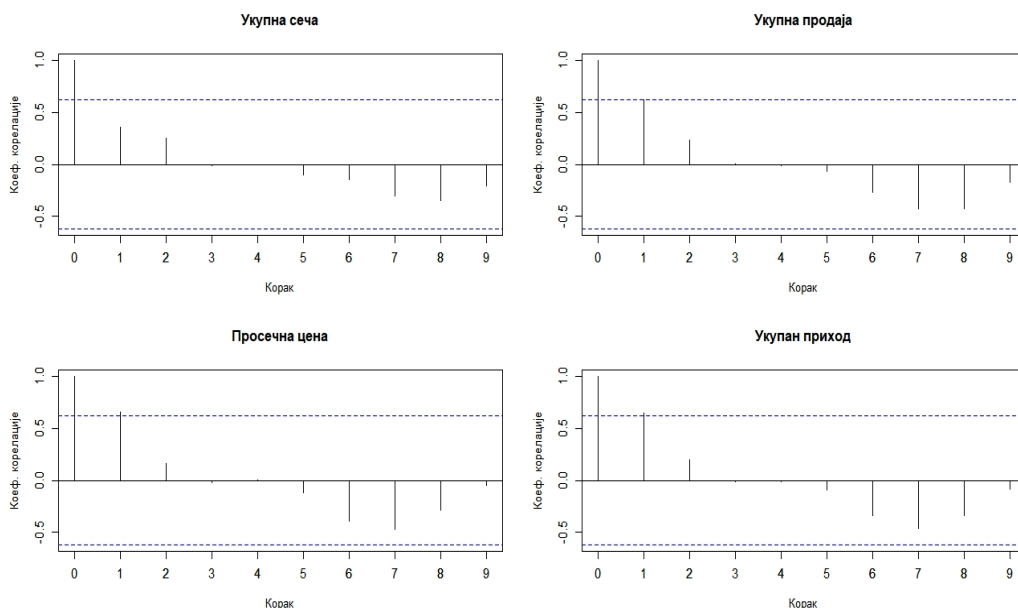 Укупна сеча
Коеф. корелације
1.0
0.5
0.0
-0.5
0 1 2 3 4 5 6 7 8 9
Корак
Укупна продаја
Коеф. корелације
1.0
0.5
0.0
-0.5
0 1 2 3 4 5 6 7 8 9
Корак
Просечна цена
Коеф. корелације
1.0
0.5
0.0
-0.5
0 1 2 3 4 5 6 7 8 9
Корак
Укупан приход
Коеф. корелације
1.0
0.5
0.0
-0.5
0 1 2 3 4 5 6 7 8 9
Корак